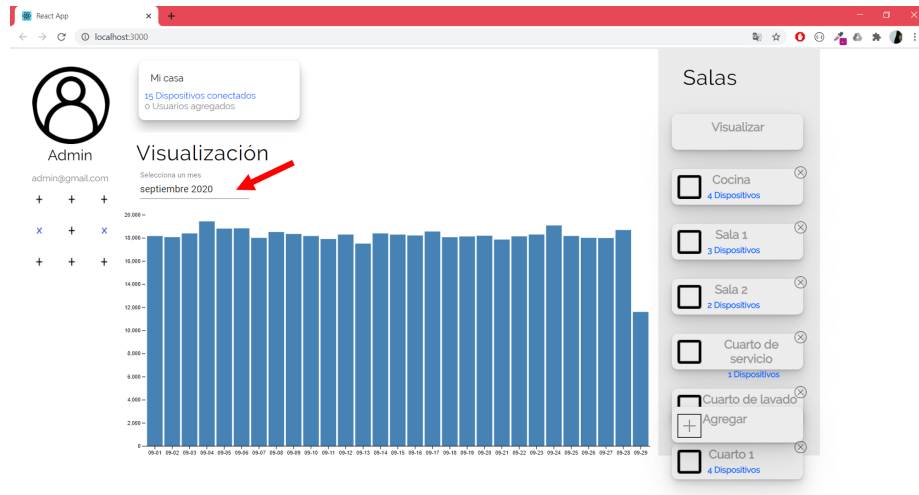 React App
localhost:3000
Mi casa
15 Dispositivos conectados
0 Usuarios agregados
Admin
admin@gmail.com
+ + +
x + x
+ + +
Visualización
Selecciona un mes
septiembre 2020
20.000
18.000
16.000
14.000
12.000
10.000
8.000
6.000
4.000
2.000
0
09-01 09-02 09-03 09-04 09-05 09-06 09-07 09-08 09-09 09-10 09-11 09-12 09-13 09-14 09-15 09-16 09-17 09-18 09-19 09-20 09-21 09-22 09-23 09-24 09-25 09-26 09-27 09-28 09-29
Salas
Visualizar
Cocina
4 Dispositivos
Sala 1
3 Dispositivos
Sala 2
2 Dispositivos
Cuarto de
servicio
1 Dispositivos
Cuarto de lavado
Agregar
Cuarto 1
4 Dispositivos